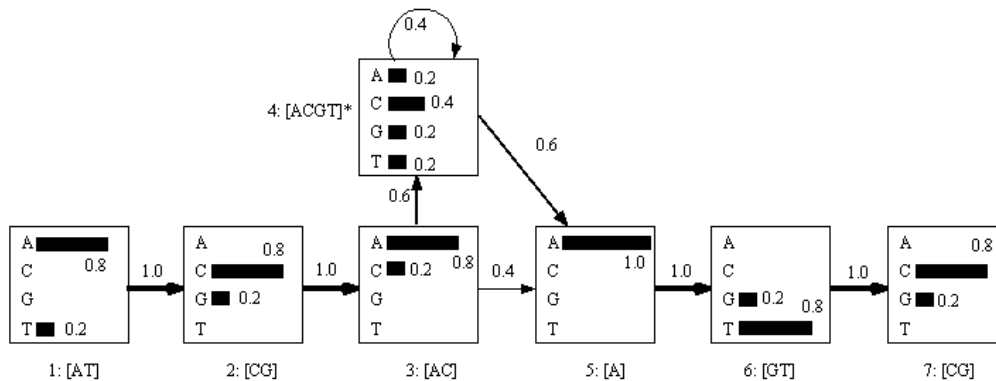 0.4
A 0.2
C 0.4
G 0.2
T 0.2
4: [ACGT]*
0.6
0.6
A 0.8
C
G
T 0.2
1: [AT]
1.0
A
C 0.8
G 0.2
T
2: [CG]
1.0
A 0.8
C 0.2
G
T
3: [AC]
0.4
A 1.0
C
G
T
5: [A]
1.0
A
C
G 0.2
T 0.8
6: [GT]
1.0
A
C 0.8
G 0.2
T
7: [CG]